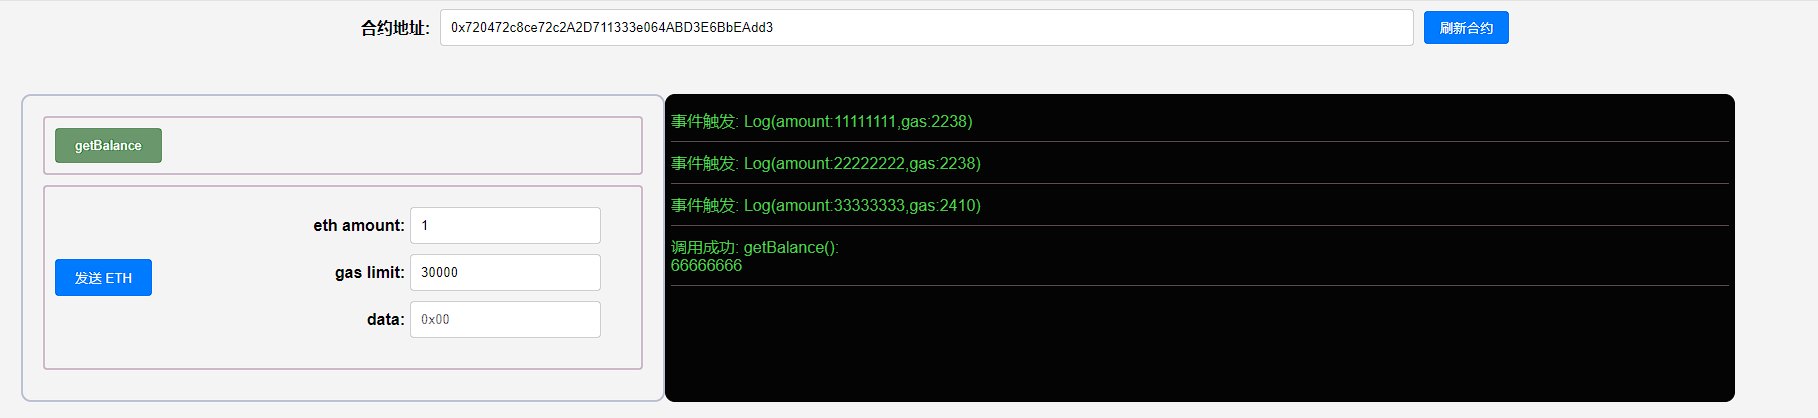 合约地址: 0x720472c8ce72c2A2D711333e064ABD3E6BbEAdd3 刷新合约
getBalance
eth amount: 1
gas limit: 30000
发送 ETH
data: 0x00
事件触发: Log(amount:11111111,gas:2238)
事件触发: Log(amount:22222222,gas:2238)
事件触发: Log(amount:33333333,gas:2410)
调用成功: getBalance():
66666666